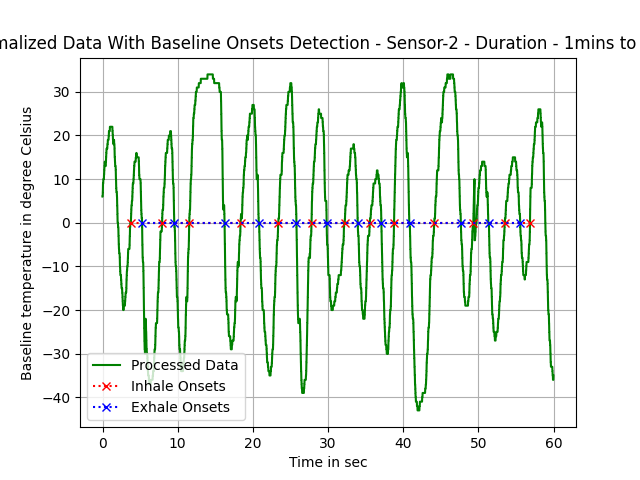 malized Data With Baseline Onsets Detection - Sensor-2 - Duration - 1mins to
Baseline temperature in degree Celsius
30
20
10
0
−10
−20
−30
−40
Processed Data
Inhale Onsets
Exhale Onsets
0 10 20 30 40 50 60
Time in sec